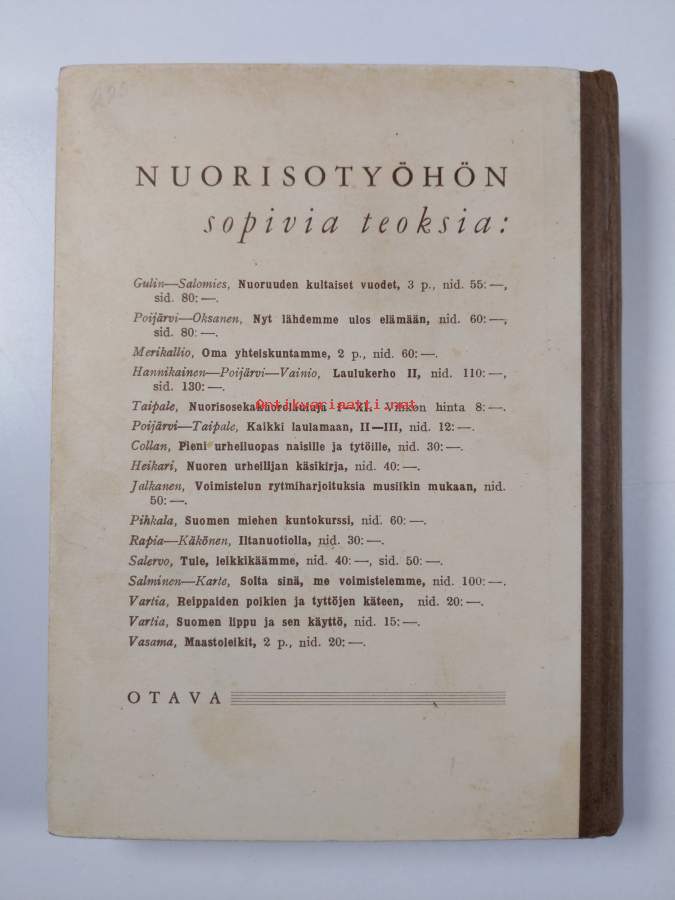 NUORISOTYÖHÖN
sopivia teoksia:
Gulin—Salomies, Nuoruuden kultaiset vuodet, 3 p., nid. 55: —,
sid. 80: —.
Poijärvi—Oksanen, Nyt lähdemme ulos elämään, nid. 60: —,
sid. 80: —.
Merikallio, Oma yhteiskuntamme, 2 p., nid. 60: —.
Hannikainen—Poijärvi—Vainio, Laulukerho II, nid. 110: —,
sid. 130: —.
Antikvariaatti.net
Taipale, Nuorisosekakuorolauluja I—XI. Vihkon hinta 8: —.
Poijärvi—Taipale, Kaikki laulamaan, II—III, nid. 12: —.
Collan, Pieni urheiluopas naisille ja tytöille, nid. 30: —.
Heikari, Nuoren urheilijan käsikirja, nid. 40: —.
Jalkanen, Voimistelun rytmiharjoituksia musiikin mukaan, nid.
50: —.
Pihkala, Suomen miehen kuntokurssi, nid. 60: —.
Rapia—Käkönen, Iltanuotiolla, nid. 30: —.
Salervo, Tule, leikkikäämme, nid. 40: —, sid. 50: —.
Salminen—Karte, Soita sinä, me voimistelemme, nid. 100: —.
Vartia, Reippaiden poikien ja tyttöjen käteen, nid. 20: —.
Vartia, Suomen lippu ja sen käyttö, nid. 15: —.
Vasama, Maastoleikit, 2 p., nid. 20: —.
OTAVA